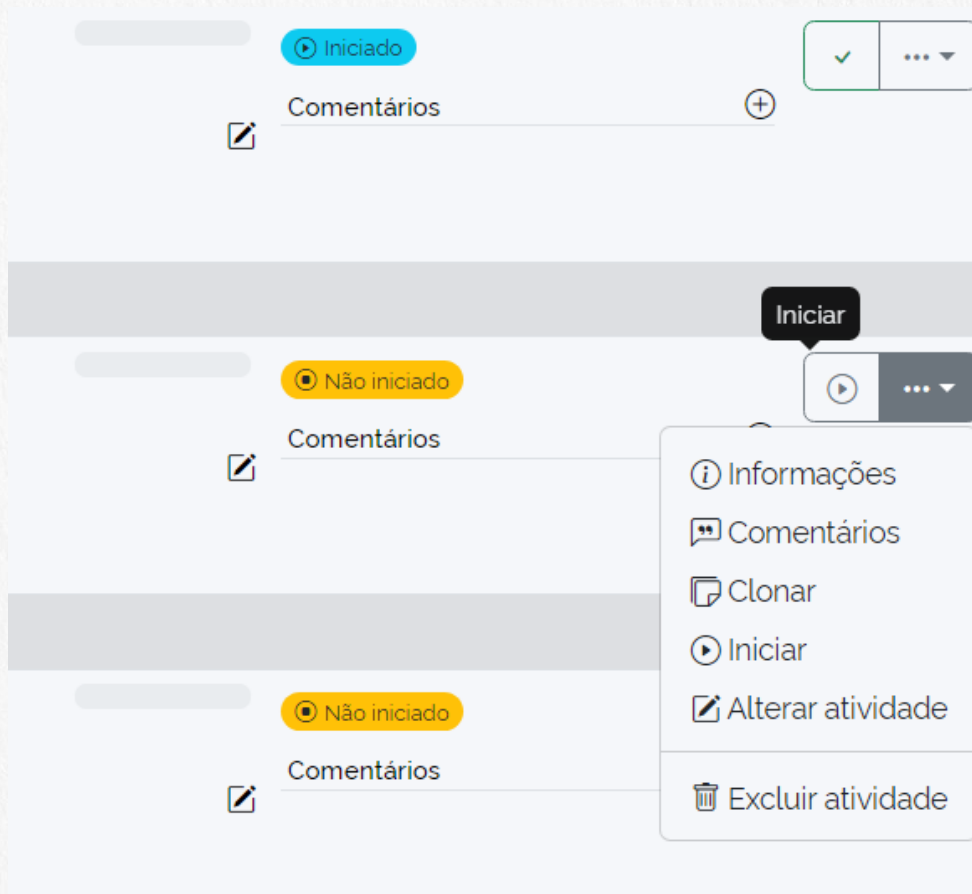 Iniciado
Comentários
Iniciar
Não iniciado
Comentários
Informações
Comentários
Clonar
Iniciar
Alterar atividade
Excluir atividade
Não iniciado
Comentários